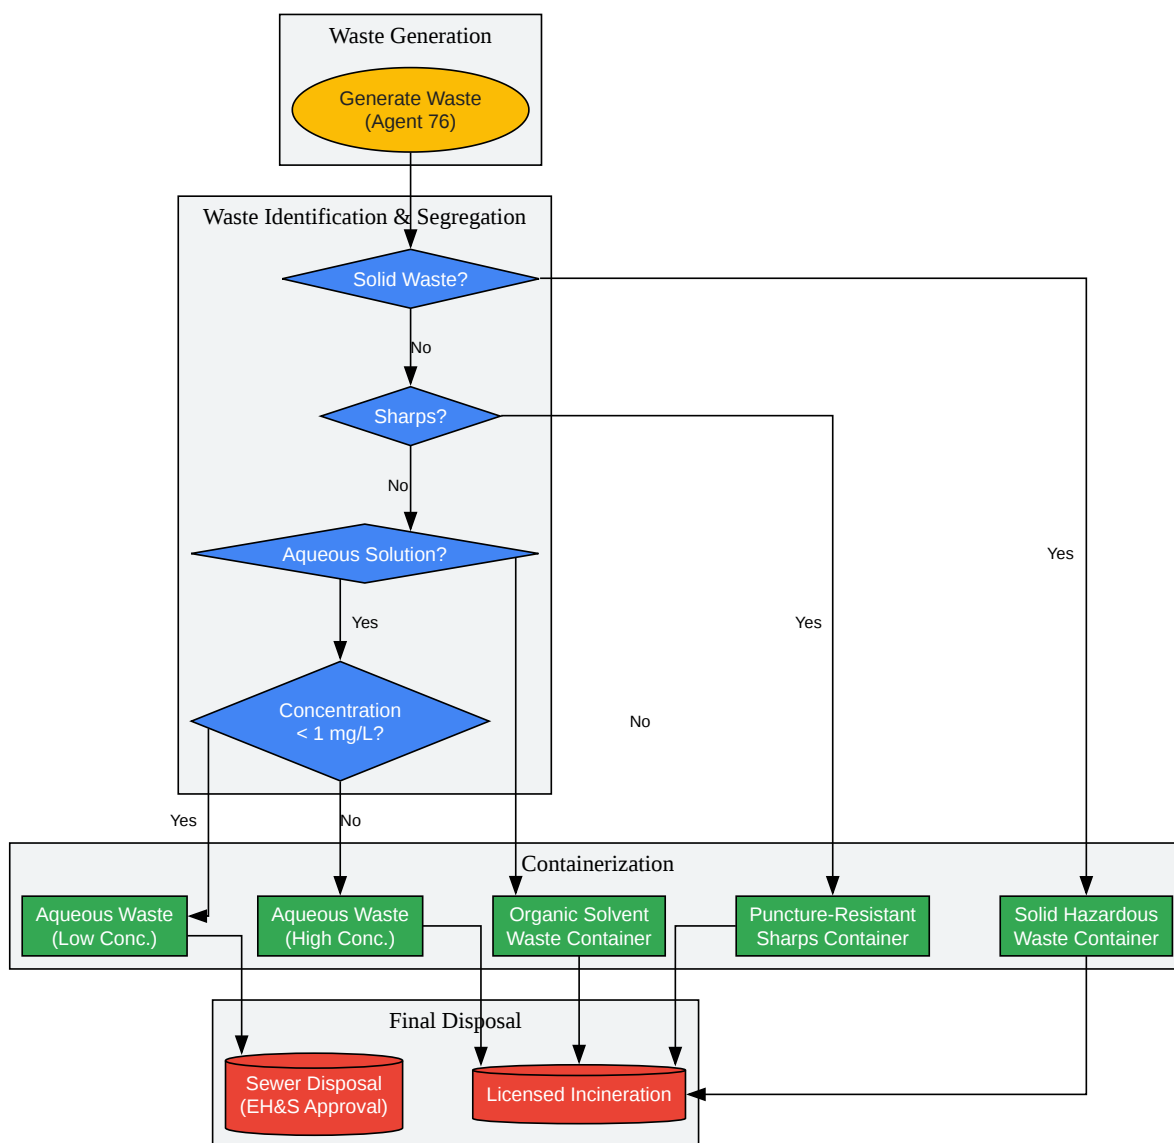 Waste Generation
Generate Waste
(Agent 76)
Waste Identification & Segregation
Solid Waste?
No
Sharps?
No
Aqueous Solution?
Yes
Yes
Yes
Concentration
< 1 mg/L?
No
Yes
No
Containerization
Aqueous Waste
(Low Conc.)
Aqueous Waste
(High Conc.)
Organic Solvent
Waste Container
Puncture-Resistant
Sharps Container
Solid Hazardous
Waste Container
Final Disposal
Sewer Disposal
(EH&S Approval)
Licensed Incineration